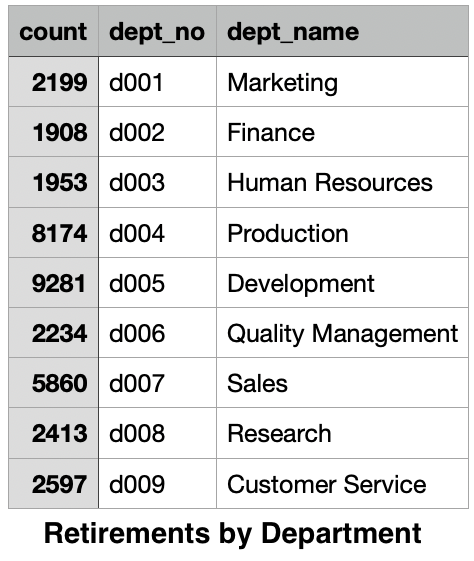 count dept_no dept_name
2199 d001 Marketing
1908 d002 Finance
1953 d003 Human Resources
8174 d004 Production
9281 d005 Development
2234 d006 Quality Management
5860 d007 Sales
2413 d008 Research
2597 d009 Customer Service
Retirements by Department